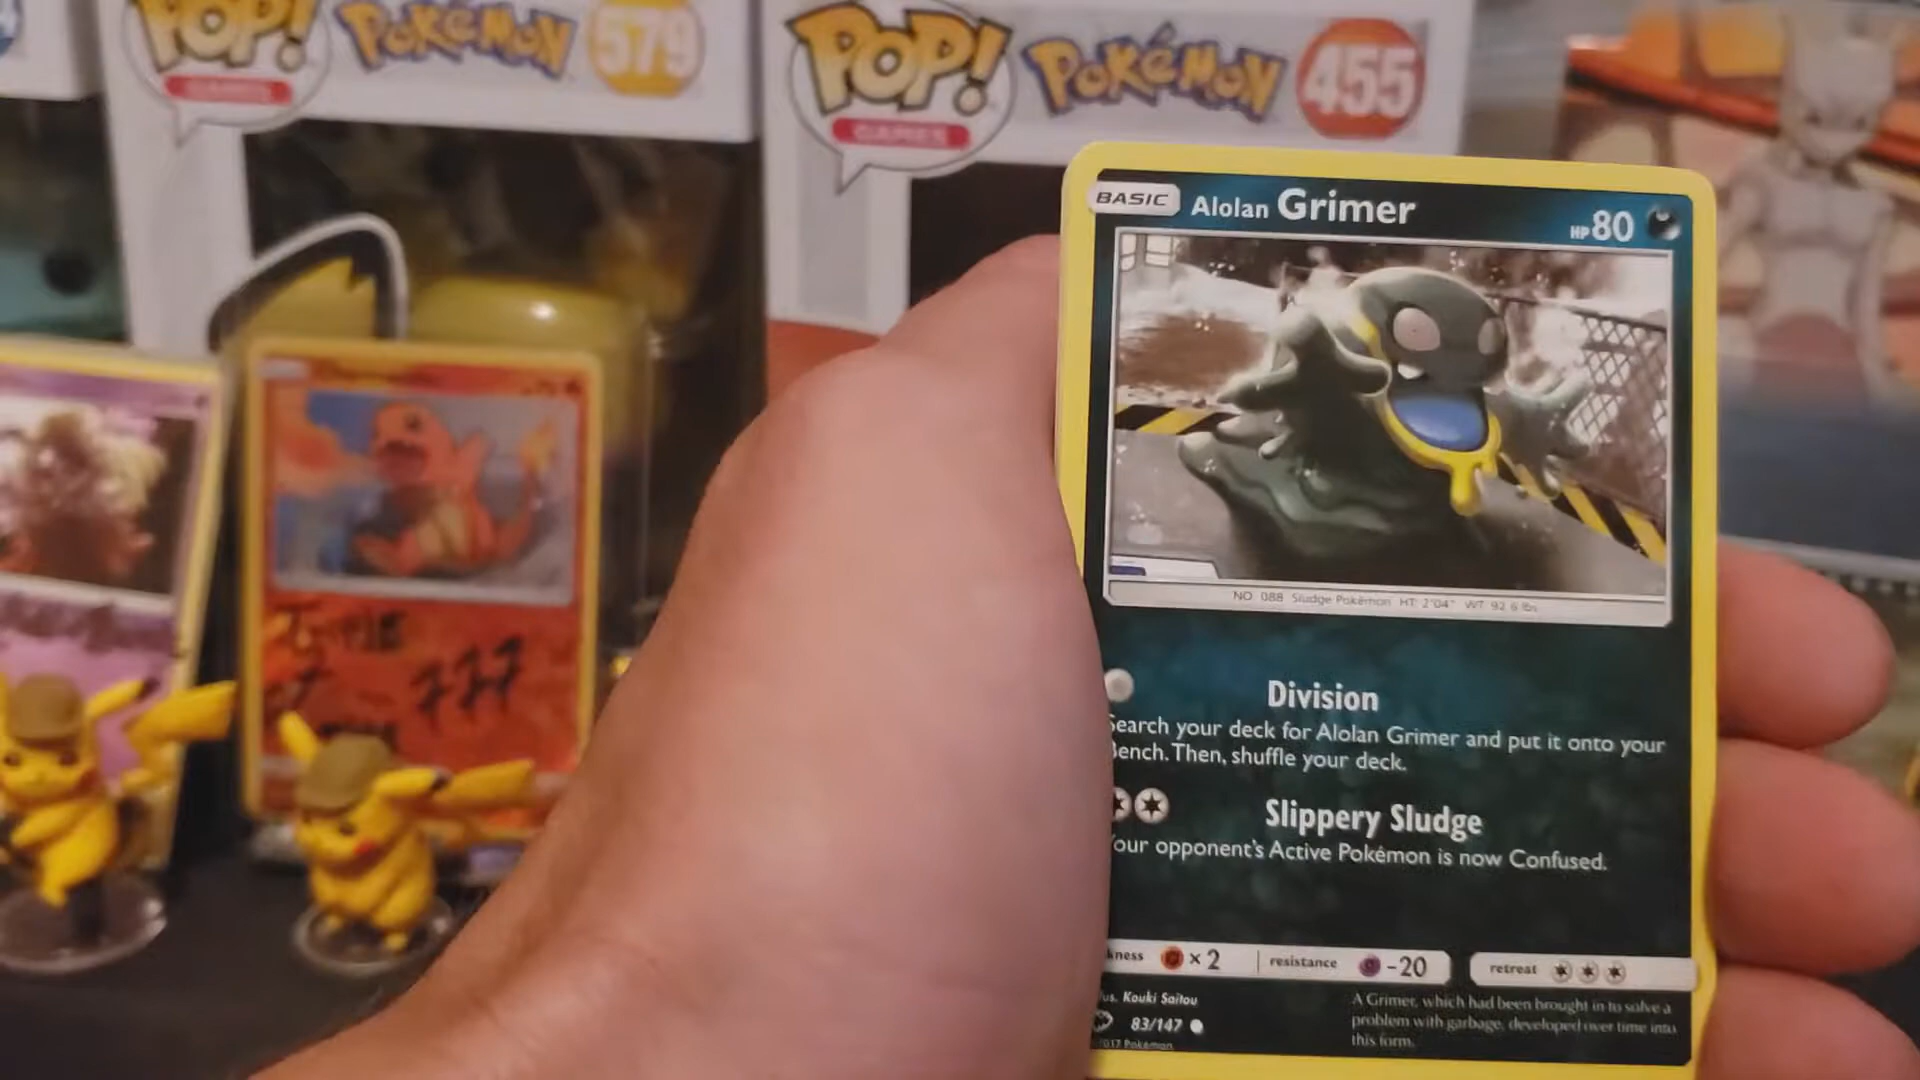 POP!
GAMES
POKÉMON
579
POP!
GAMES
POKÉMON
455
BASIC Alolan Grimer HP 80
NO. 088 Sludge Pokémon HT: 2'04" WT: 92.6 lbs
Division
Search your deck for Alolan Grimer and put it onto your
Bench. Then, shuffle your deck.
Slippery Sludge
Your opponent's Active Pokémon is now Confused.
kness ×2 resistance -20 retreat
us. Kouki Saitou
83/147
2017 Pokémon
A Grimer, which had been brought in to solve a
problem with garbage, developed over time into
this form.
777